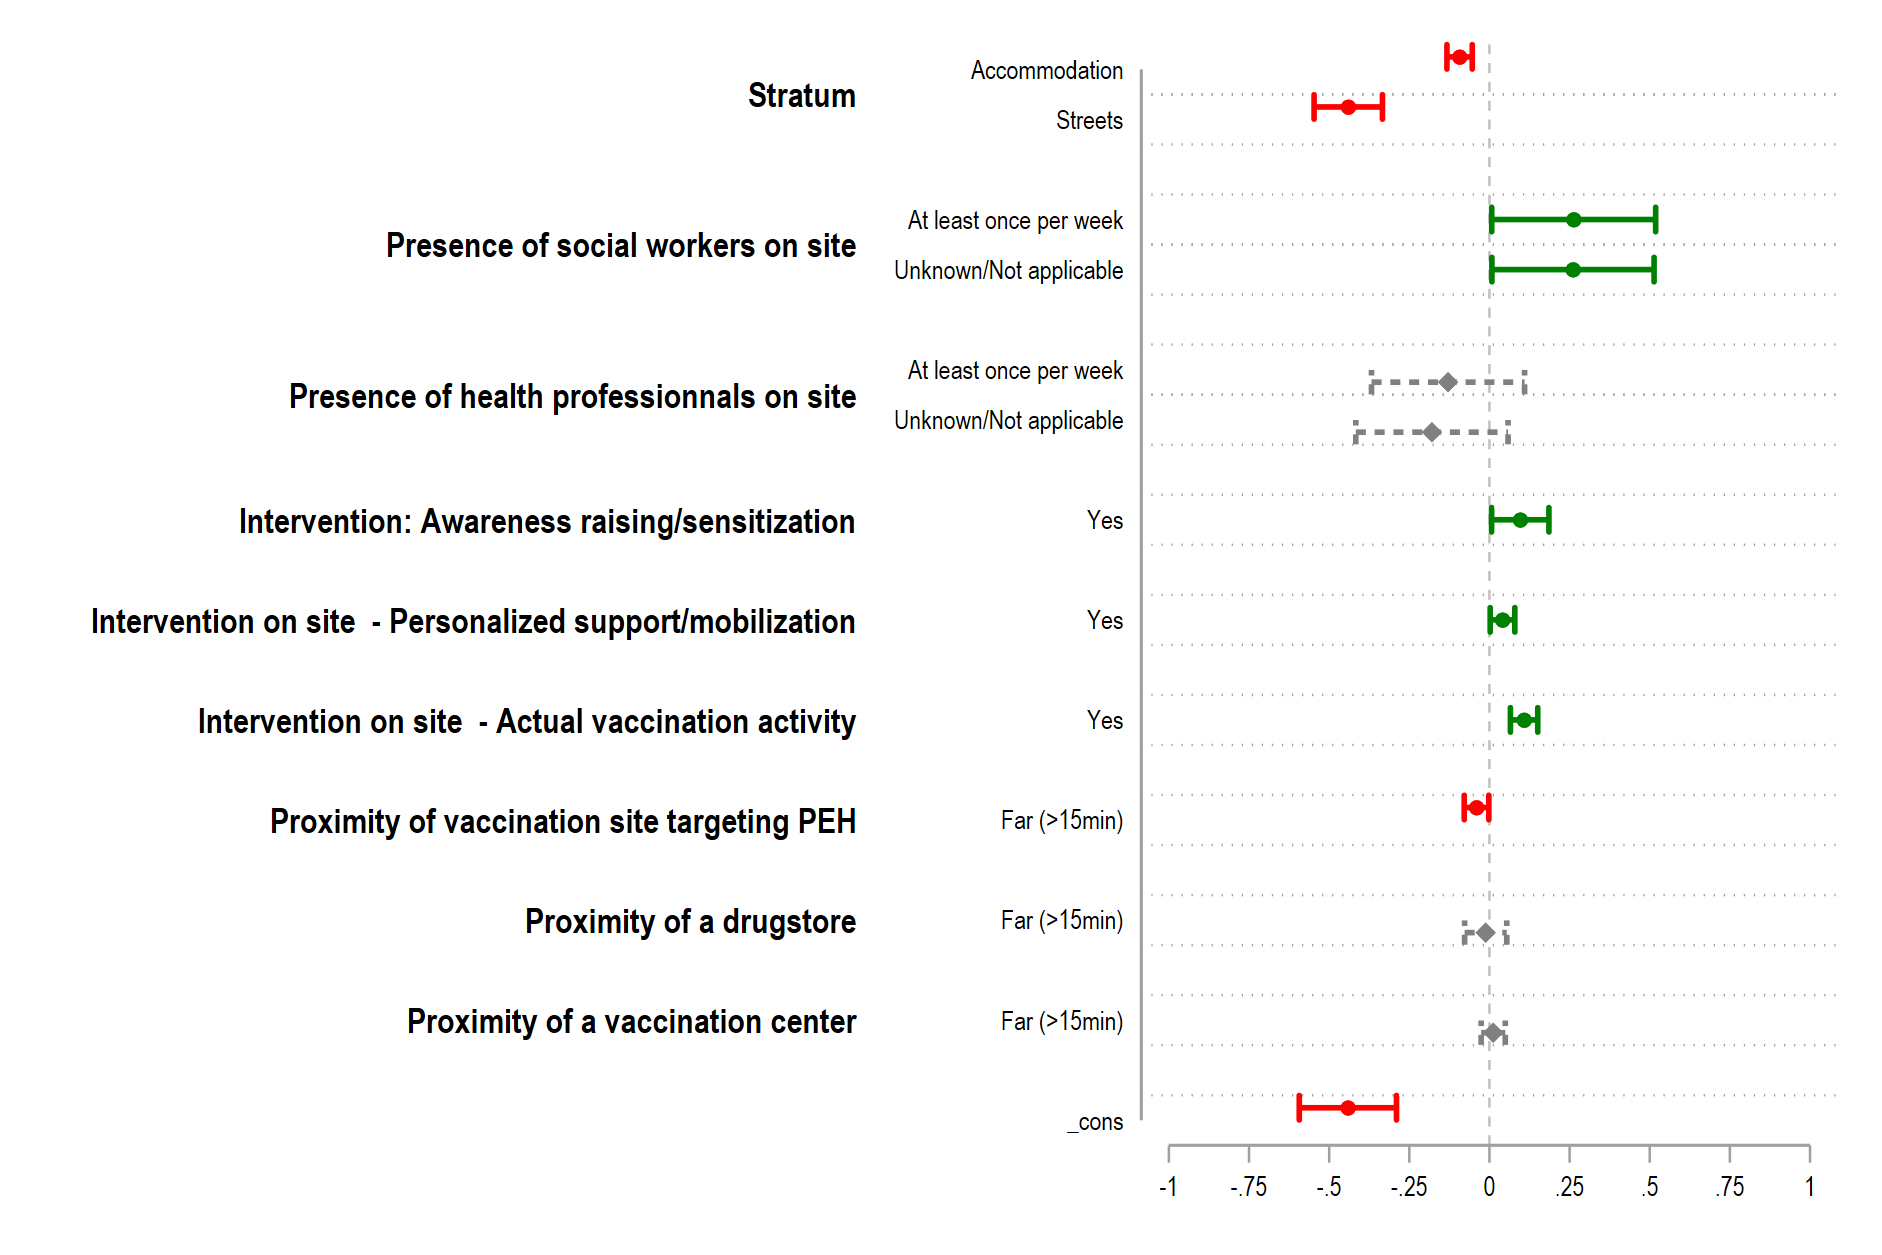 Stratum
Accommodation
Streets
Presence of social workers on site
At least once per week
Unknown/Not applicable
Presence of health professionnals on site
At least once per week
Unknown/Not applicable
Intervention: Awareness raising/sensitization
Yes
Intervention on site  - Personalized support/mobilization
Yes
Intervention on site  - Actual vaccination activity
Yes
Proximity of vaccination site targeting PEH
Far (>15min)
Proximity of a drugstore
Far (>15min)
Proximity of a vaccination center
Far (>15min)
_cons
-1 -.75 -.5 -.25 0 .25 .5 .75 1